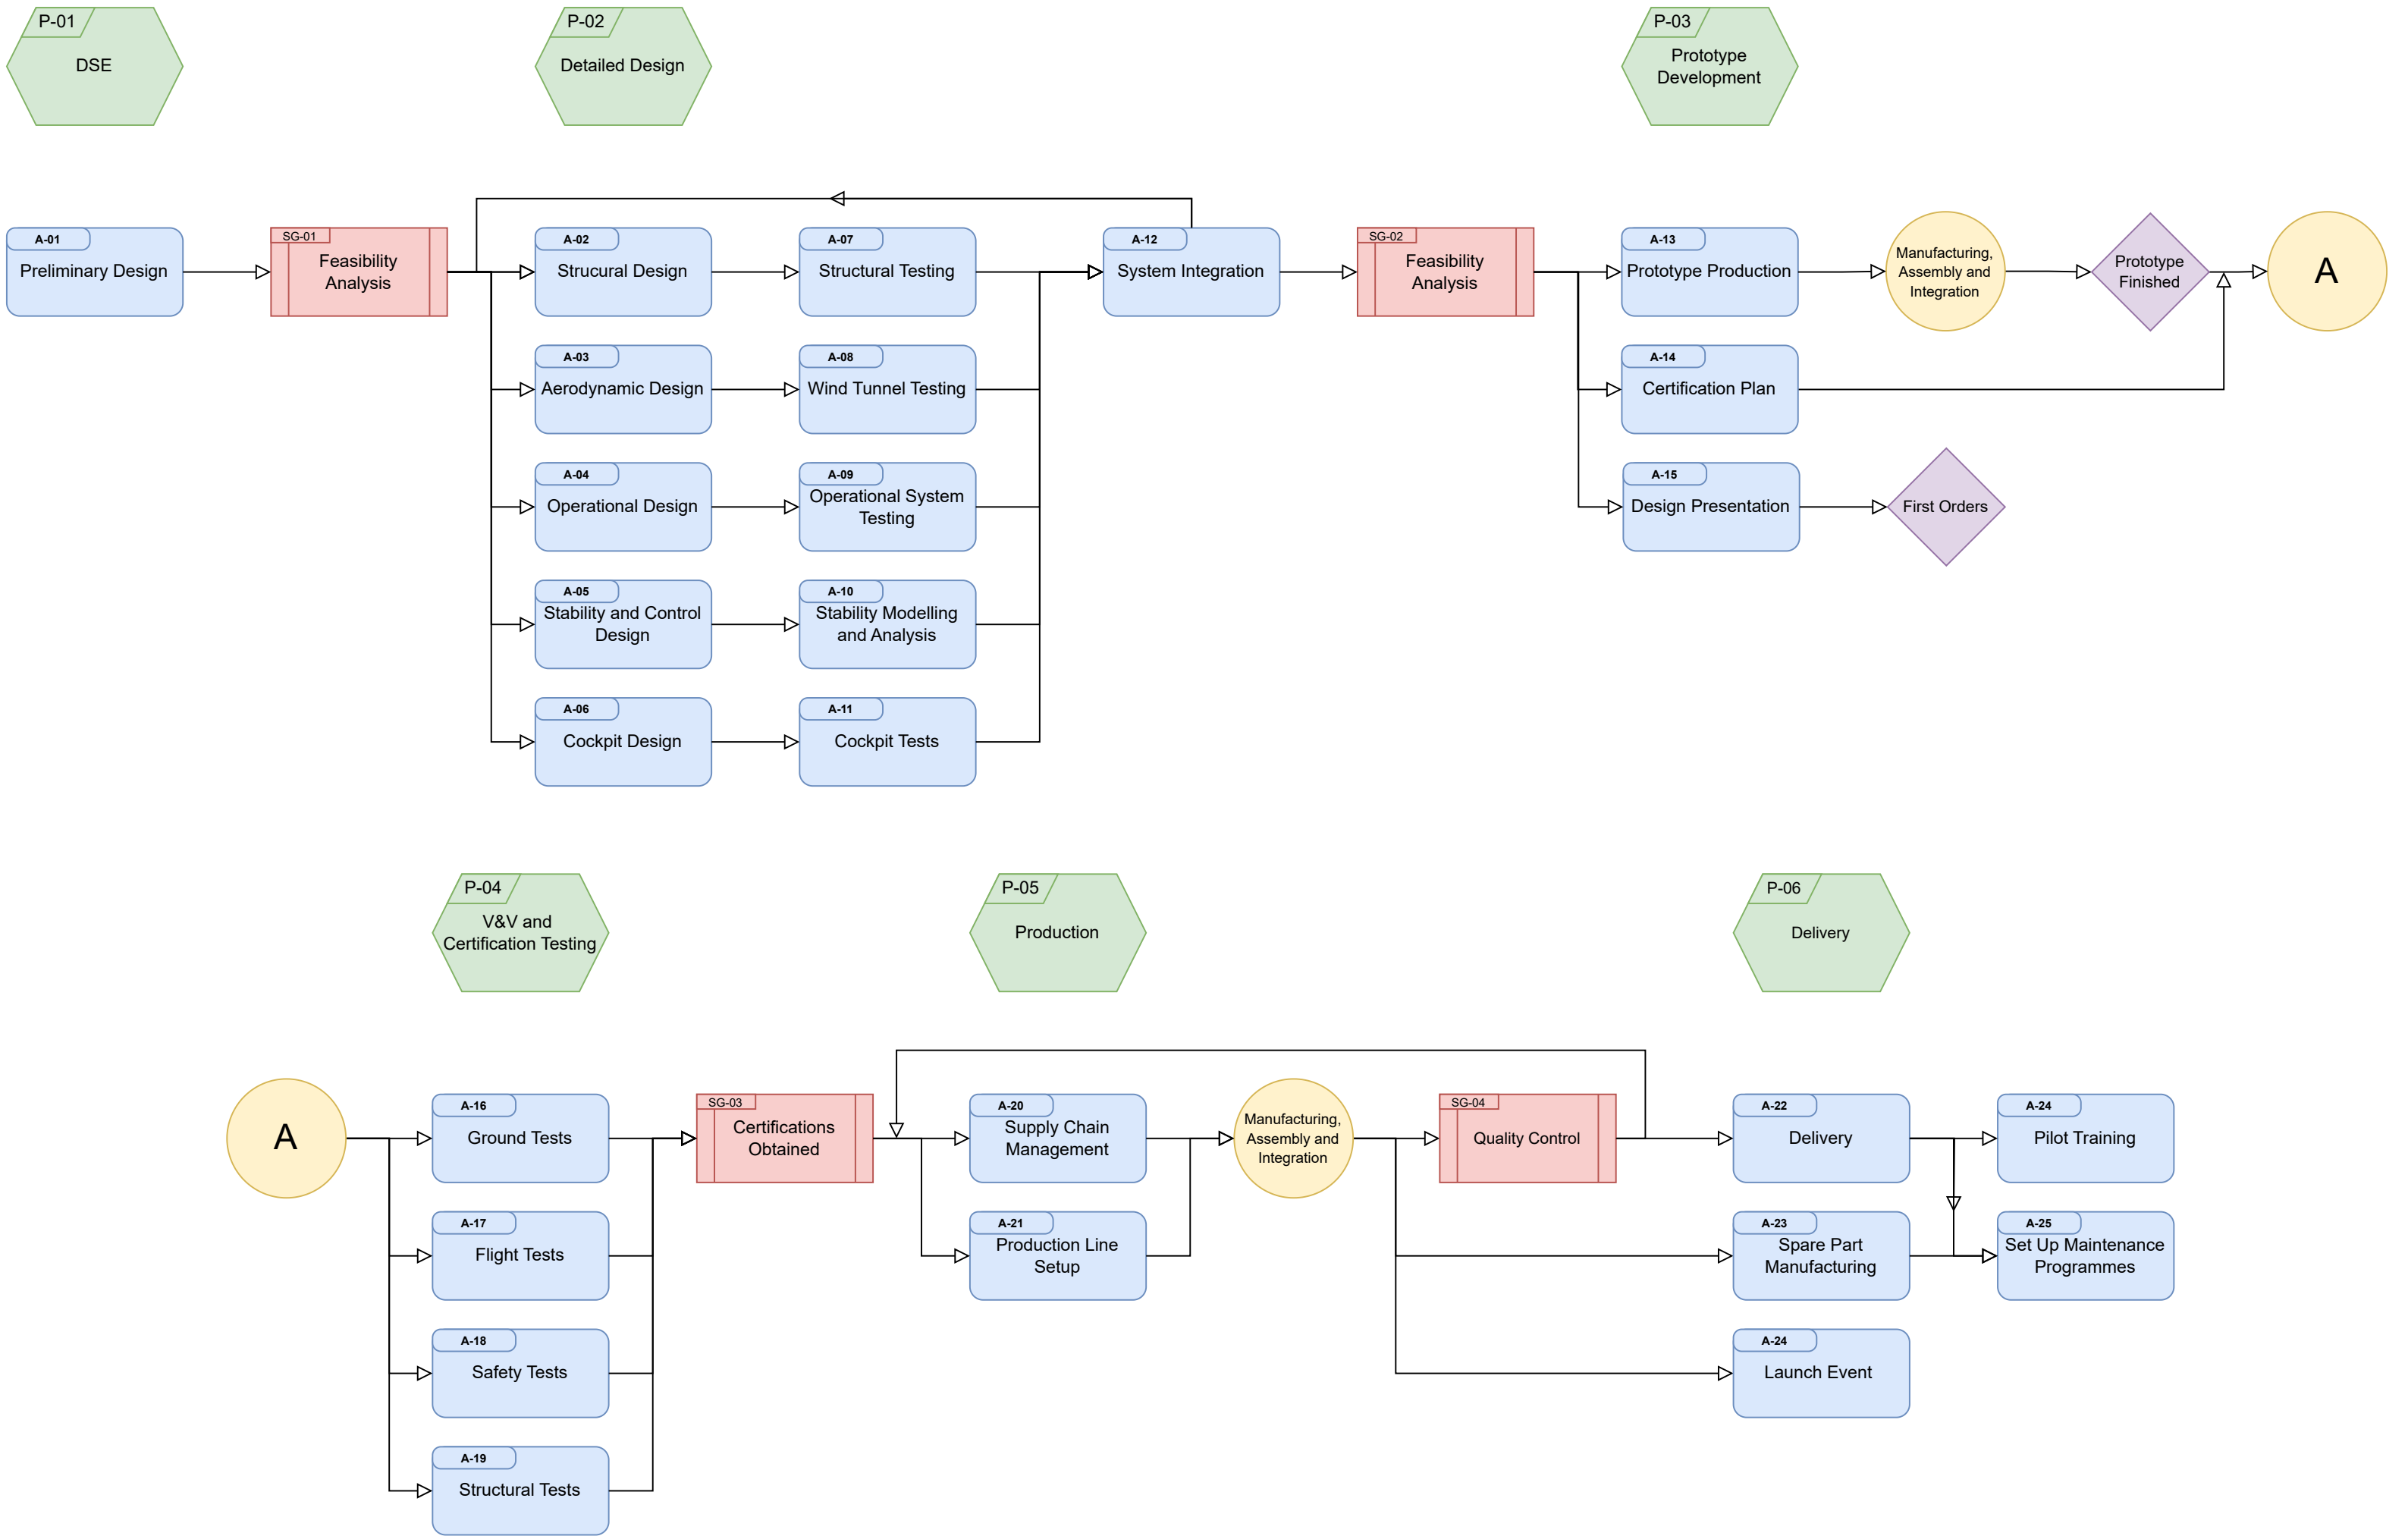 P-01
DSE
P-02
Detailed Design
P-03
Prototype
Development
A-01
Preliminary Design
SG-01
Feasibility
Analysis
A-02
Strucural Design
A-07
Structural Testing
A-12
System Integration
SG-02
Feasibility
Analysis
A-13
Prototype Production
Manufacturing,
Assembly and
Integration
Prototype
Finished
A
A-03
Aerodynamic Design
A-08
Wind Tunnel Testing
A-14
Certification Plan
A-04
Operational Design
A-09
Operational System
Testing
A-15
Design Presentation
First Orders
A-05
Stability and Control
Design
A-10
Stability Modelling
and Analysis
A-06
Cockpit Design
A-11
Cockpit Tests
P-04
V&V and
Certification Testing
P-05
Production
P-06
Delivery
A
A-16
Ground Tests
SG-03
Certifications
Obtained
A-20
Supply Chain
Management
Manufacturing,
Assembly and
Integration
SG-04
Quality Control
A-22
Delivery
A-24
Pilot Training
A-17
Flight Tests
A-21
Production Line
Setup
A-23
Spare Part
Manufacturing
A-25
Set Up Maintenance
Programmes
A-18
Safety Tests
A-24
Launch Event
A-19
Structural Tests